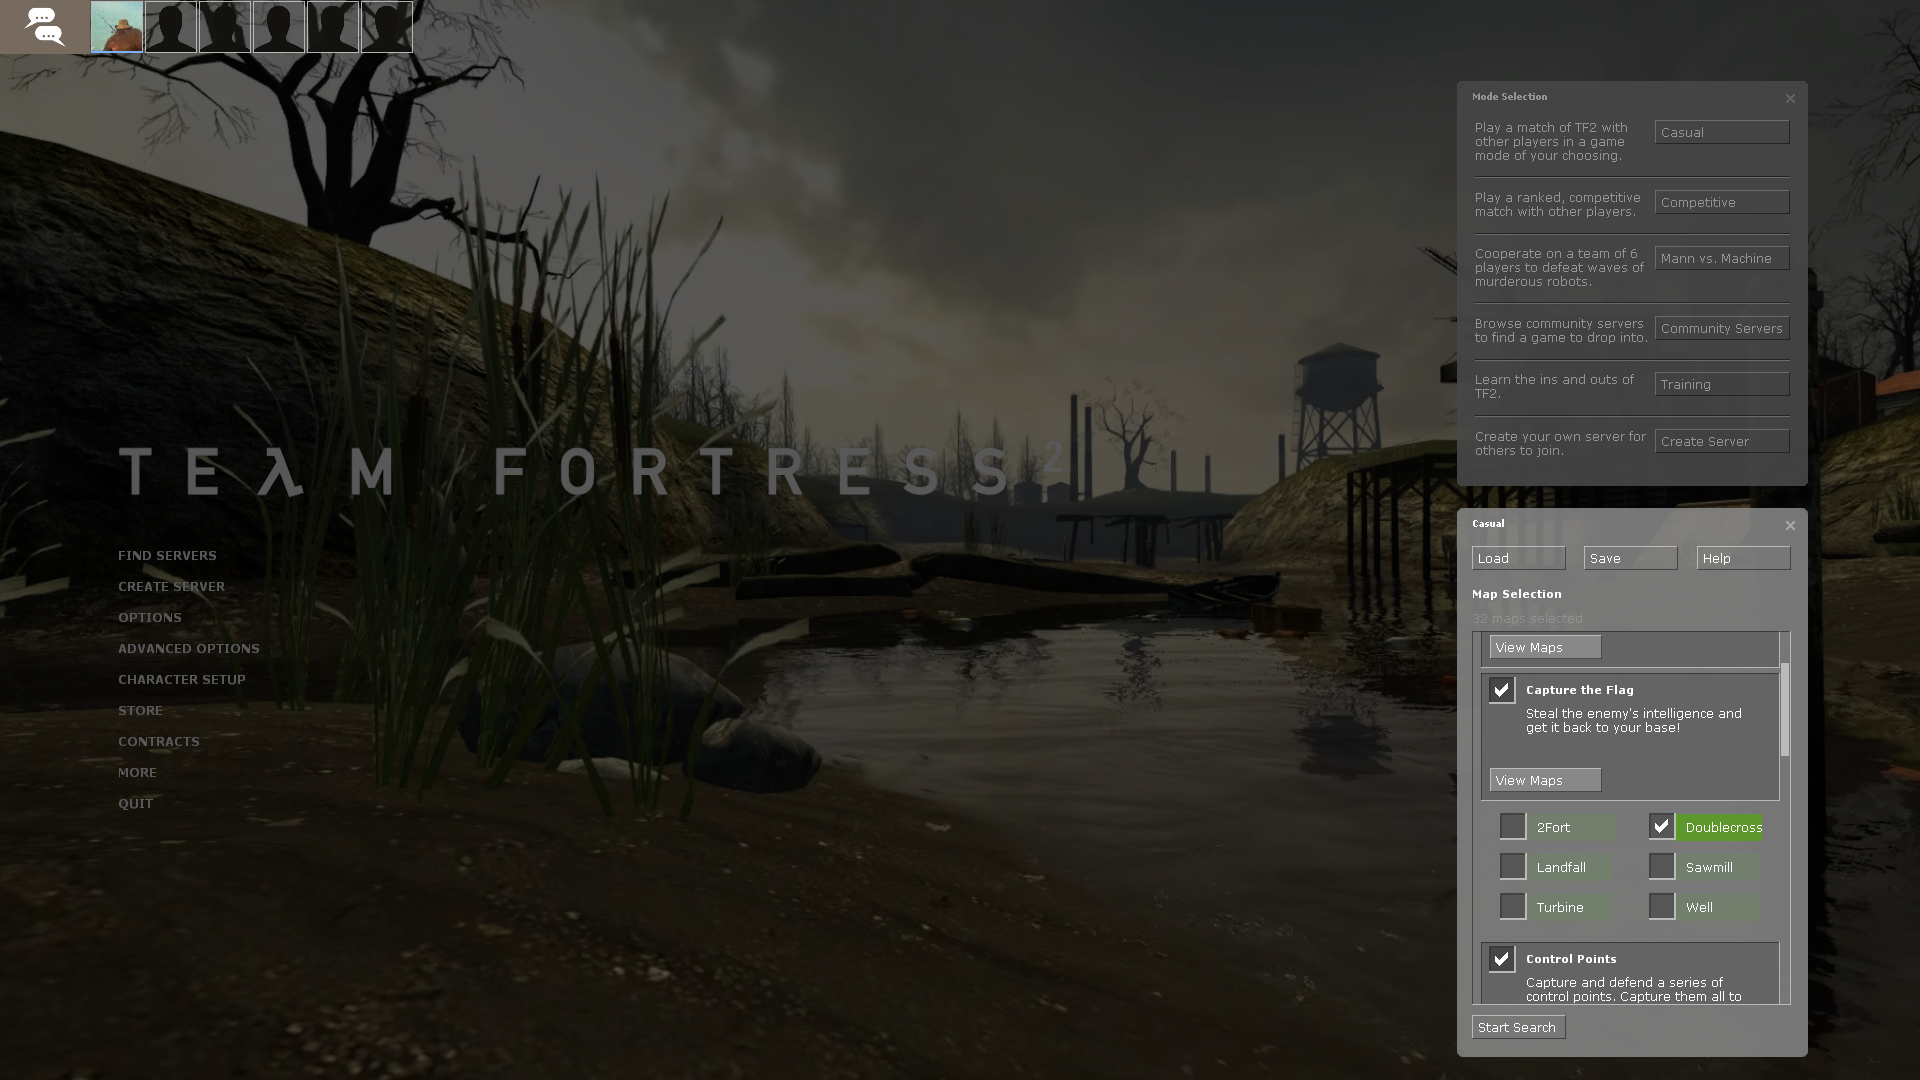 TEλM FORTRESS 2
FIND SERVERS
CREATE SERVER
OPTIONS
ADVANCED OPTIONS
CHARACTER SETUP
STORE
CONTRACTS
MORE
QUIT
Mode Selection
Play a match of TF2 with
other players in a game
mode of your choosing.
Casual
Play a ranked, competitive
match with other players.
Competitive
Cooperate on a team of 6
players to defeat waves of
murderous robots.
Mann vs. Machine
Browse community servers
to find a game to drop into.
Community Servers
Learn the ins and outs of
TF2.
Training
Create your own server for
others to join.
Create Server
Casual
Load Save Help
Map Selection
32 maps selected
View Maps
Capture the Flag
Steal the enemy's intelligence and
get it back to your base!
View Maps
2Fort Doublecross
Landfall Sawmill
Turbine Well
Control Points
Capture and defend a series of
control points. Capture them all to
Start Search